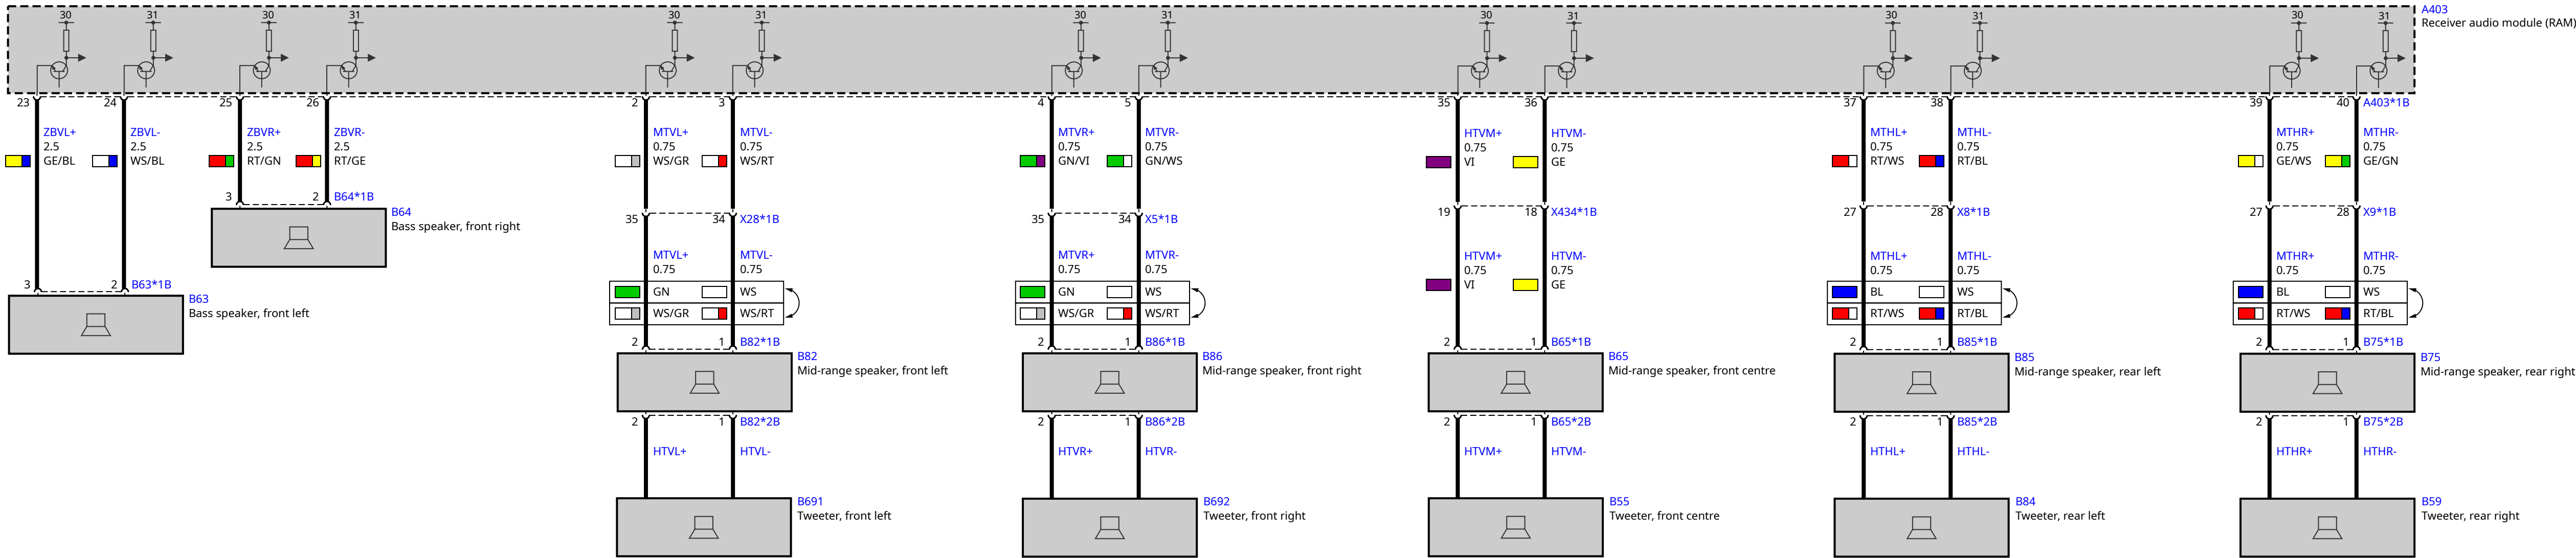 30 31 30 31 30 31 30 31 30 31 30 31 30 31
A403
Receiver audio module (RAM)
23 24 25 26 2 3 4 5 35 36 37 38 39 40 A403*1B
ZBVL+ ZBVL- ZBVR+ ZBVR- MTVL+ MTVL- MTVR+ MTVR- HTVM+ HTVM- MTHL+ MTHL- MTHR+ MTHR-
2.5 2.5 2.5 2.5 0.75 0.75 0.75 0.75 0.75 0.75 0.75 0.75 0.75 0.75
GE/BL WS/BL RT/GN RT/GE WS/GR WS/RT GN/VI GN/WS VI GE RT/WS RT/BL GE/WS GE/GN
3 2 B64*1B
B64
Bass speaker, front right
35 34 X28*1B 35 34 X5*1B 19 18 X434*1B 27 28 X8*1B 27 28 X9*1B
MTVL+ MTVL- MTVR+ MTVR- HTVM+ HTVM- MTHL+ MTHL- MTHR+ MTHR-
0.75 0.75 0.75 0.75 0.75 0.75 0.75 0.75 0.75 0.75
VI GE
3 2 B63*1B
B63
Bass speaker, front left
GN WS GN WS BL WS BL WS
WS/GR WS/RT WS/GR WS/RT RT/WS RT/BL RT/WS RT/BL
2 1 B82*1B 2 1 B86*1B 2 1 B65*1B 2 1 B85*1B 2 1 B75*1B
B82 B86 B65 B85 B75
Mid-range speaker, front left Mid-range speaker, front right Mid-range speaker, front centre Mid-range speaker, rear left Mid-range speaker, rear right
2 1 B82*2B 2 1 B86*2B 2 1 B65*2B 2 1 B85*2B 2 1 B75*2B
HTVL+ HTVL- HTVR+ HTVR- HTVM+ HTVM- HTHL+ HTHL- HTHR+ HTHR-
B691 B692 B55 B84 B59
Tweeter, front left Tweeter, front right Tweeter, front centre Tweeter, rear left Tweeter, rear right